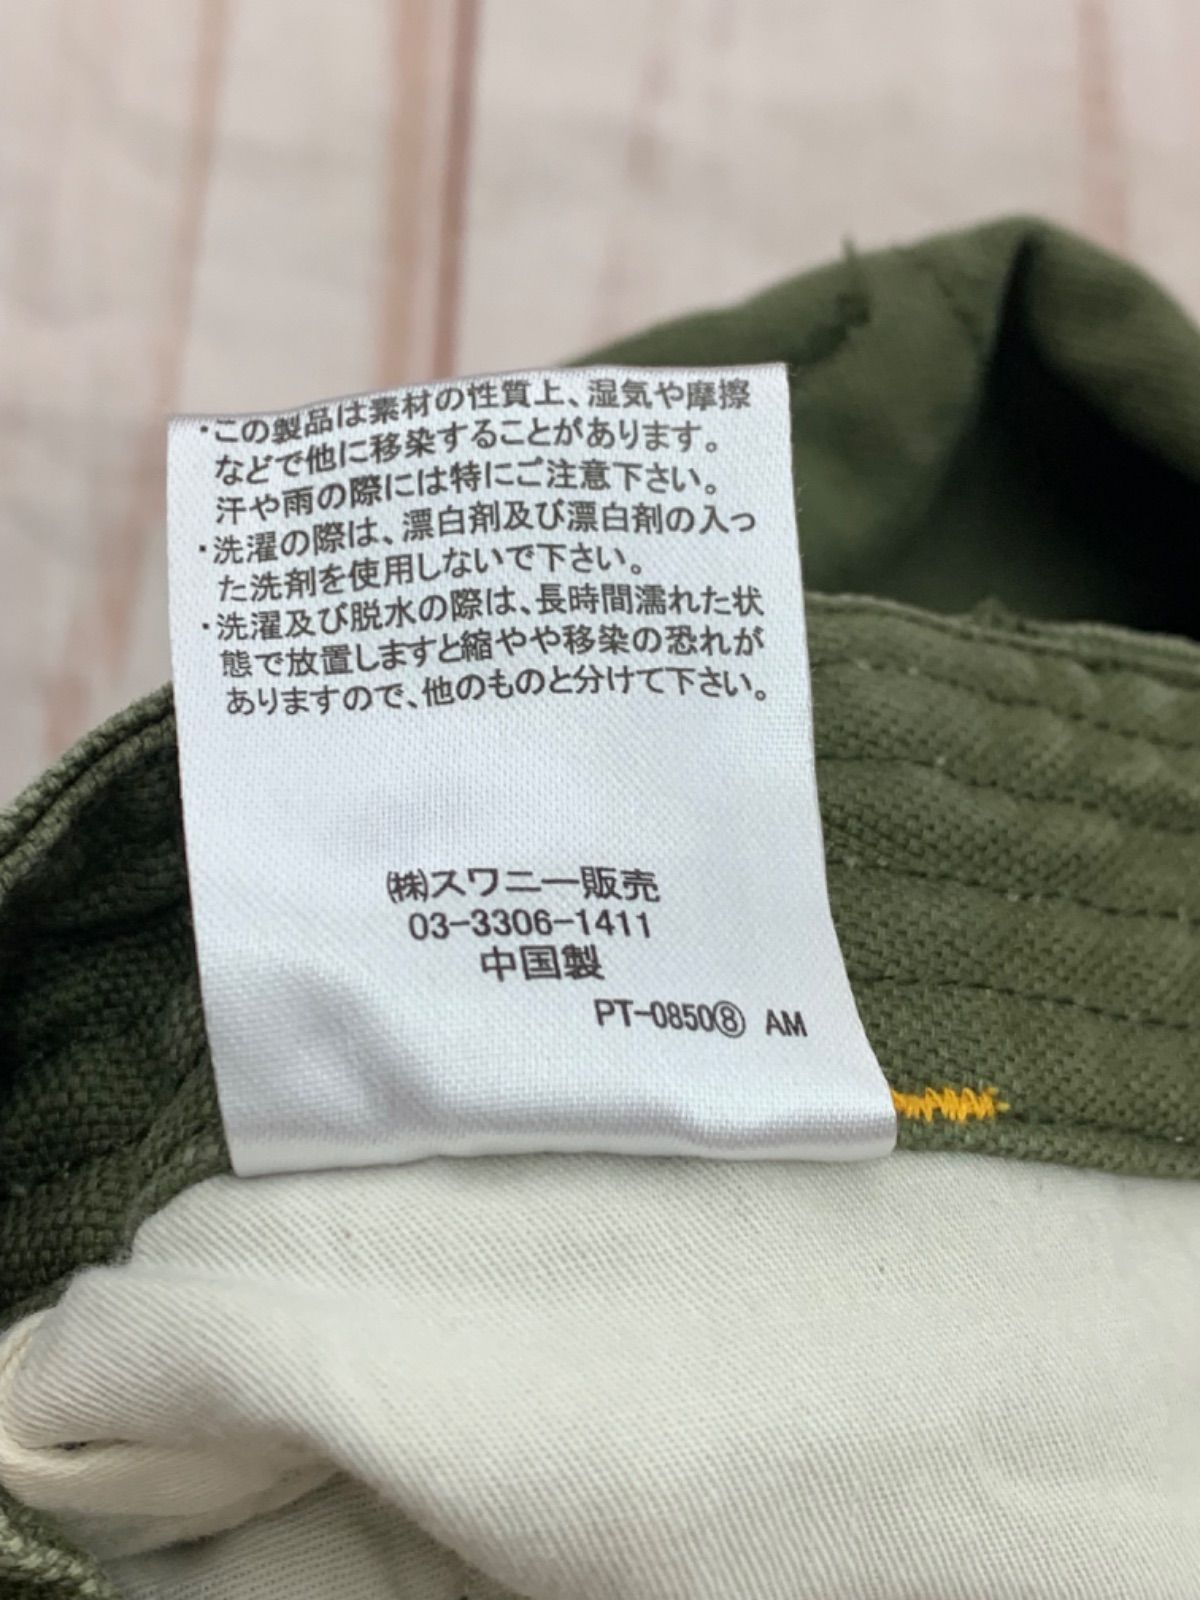 ・この製品は素材の性質上、湿気や摩擦
などで他に移染することがあります。
汗や雨の際には特にご注意下さい。
・洗濯の際は、漂白剤及び漂白剤の入っ
た洗剤を使用しないで下さい。
・洗濯及び脱水の際は、長時間濡れた状
態で放置しますと縮やや移染の恐れが
ありますので、他のものと分けて下さい。
㈱スワニー販売
03-3306-1411
中国製
PT-0850⑧ AM